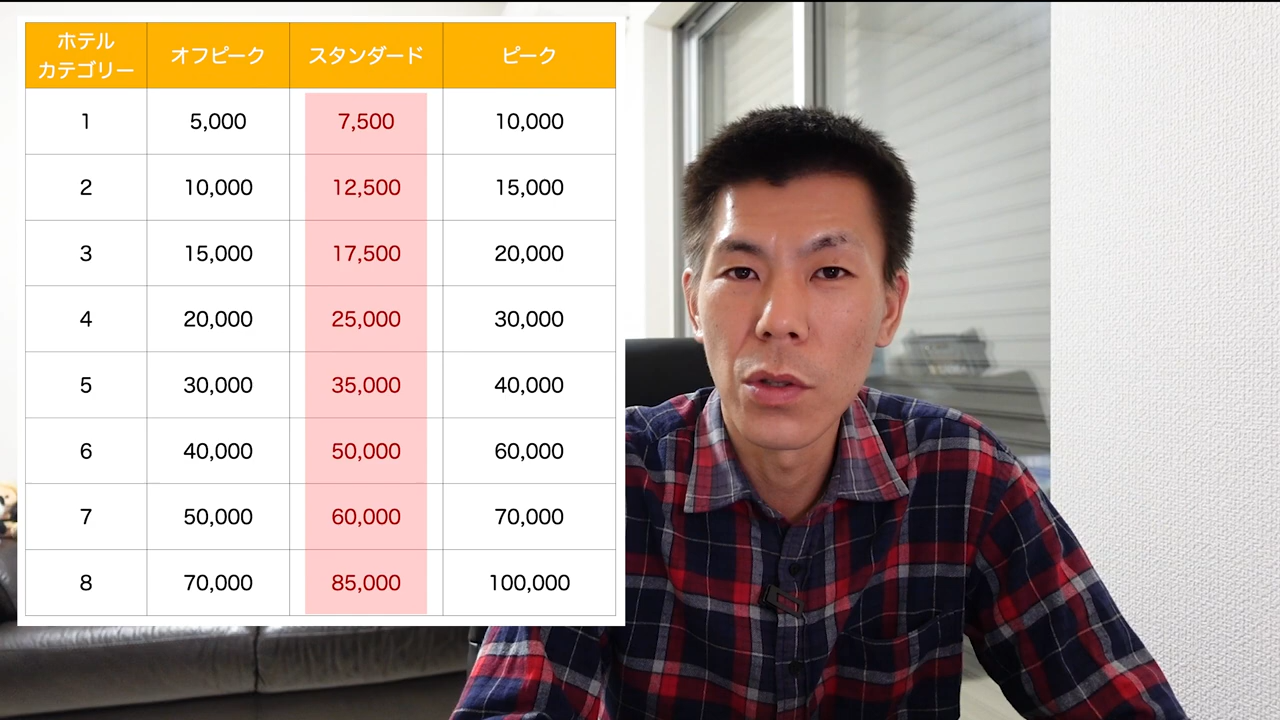 ホテル
カテゴリー オフピーク スタンダード ピーク
1 5,000 7,500 10,000
2 10,000 12,500 15,000
3 15,000 17,500 20,000
4 20,000 25,000 30,000
5 30,000 35,000 40,000
6 40,000 50,000 60,000
7 50,000 60,000 70,000
8 70,000 85,000 100,000